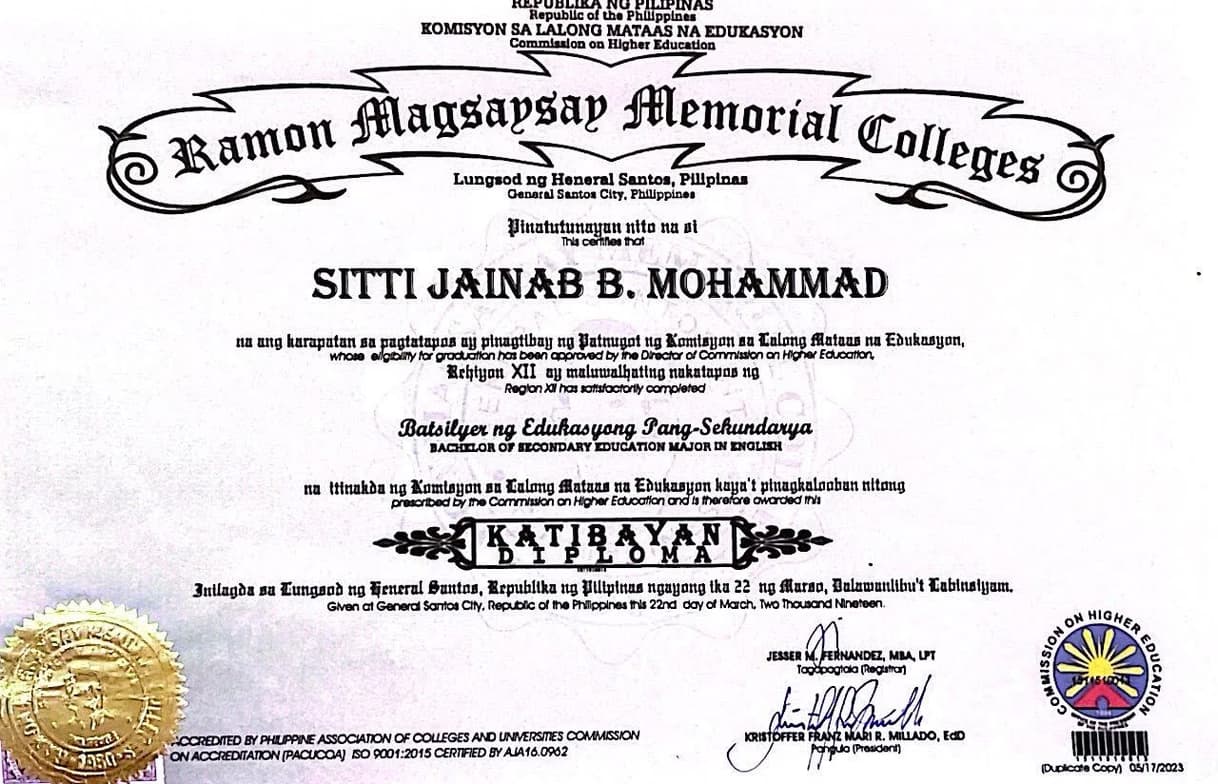 REPUBLIKA NG PILIPINAS
Republic of the Philippines
KOMISYON SA LALONG MATAAS NA EDUKASYON
Commission on Higher Education
Ramon Magsaysay Memorial Colleges
Lungsod ng Heneral Santos, Pilipinas
General Santos City, Philippines
Pinatutunayan nito na si
This certifies that
SITTI JAINAB B. MOHAMMAD
na ang karapatan sa pagtatapos ay pinagtibay ng Patnugot ng Komisyon sa Lalong Mataas na Edukasyon,
whose eligibility for graduation has been approved by the Director of Commission on Higher Education,
Rehiyon XII ay maluwalhating nakatapos ng
Region XII has satisfactorily completed
Batsilyer ng Edukasyong Pang-Sekundarya
BACHELOR OF SECONDARY EDUCATION MAJOR IN ENGLISH
na itinakda ng Komisyon sa Lalong Mataas na Edukasyon kaya't pinagkalooban nitong
prescribed by the Commission on Higher Education and is therefore awarded this
KATIBAYAN
DIPLOMA
Inilagda sa Lungsod ng Heneral Santos, Republika ng Pilipinas ngayong ika 22 ng Marso, Dalawanlibu't Labinsiyam.
Given at General Santos City, Republic of the Philippines this 22nd day of March, Two Thousand Nineteen.
JESSER M. FERNANDEZ, MBA, LPT
Tagapagtala (Registrar)
KRISTOFFER FRANZ MARI R. MILLADO, EdD
Pangulo (President)
COMMISSION ON HIGHER EDUCATION
ACCREDITED BY PHILIPPINE ASSOCIATION OF COLLEGES AND UNIVERSITIES COMMISSION
ON ACCREDITATION (PACUCOA) ISO 9001:2015 CERTIFIED BY AJA16.0962
(Duplicate Copy) 05/17/2023